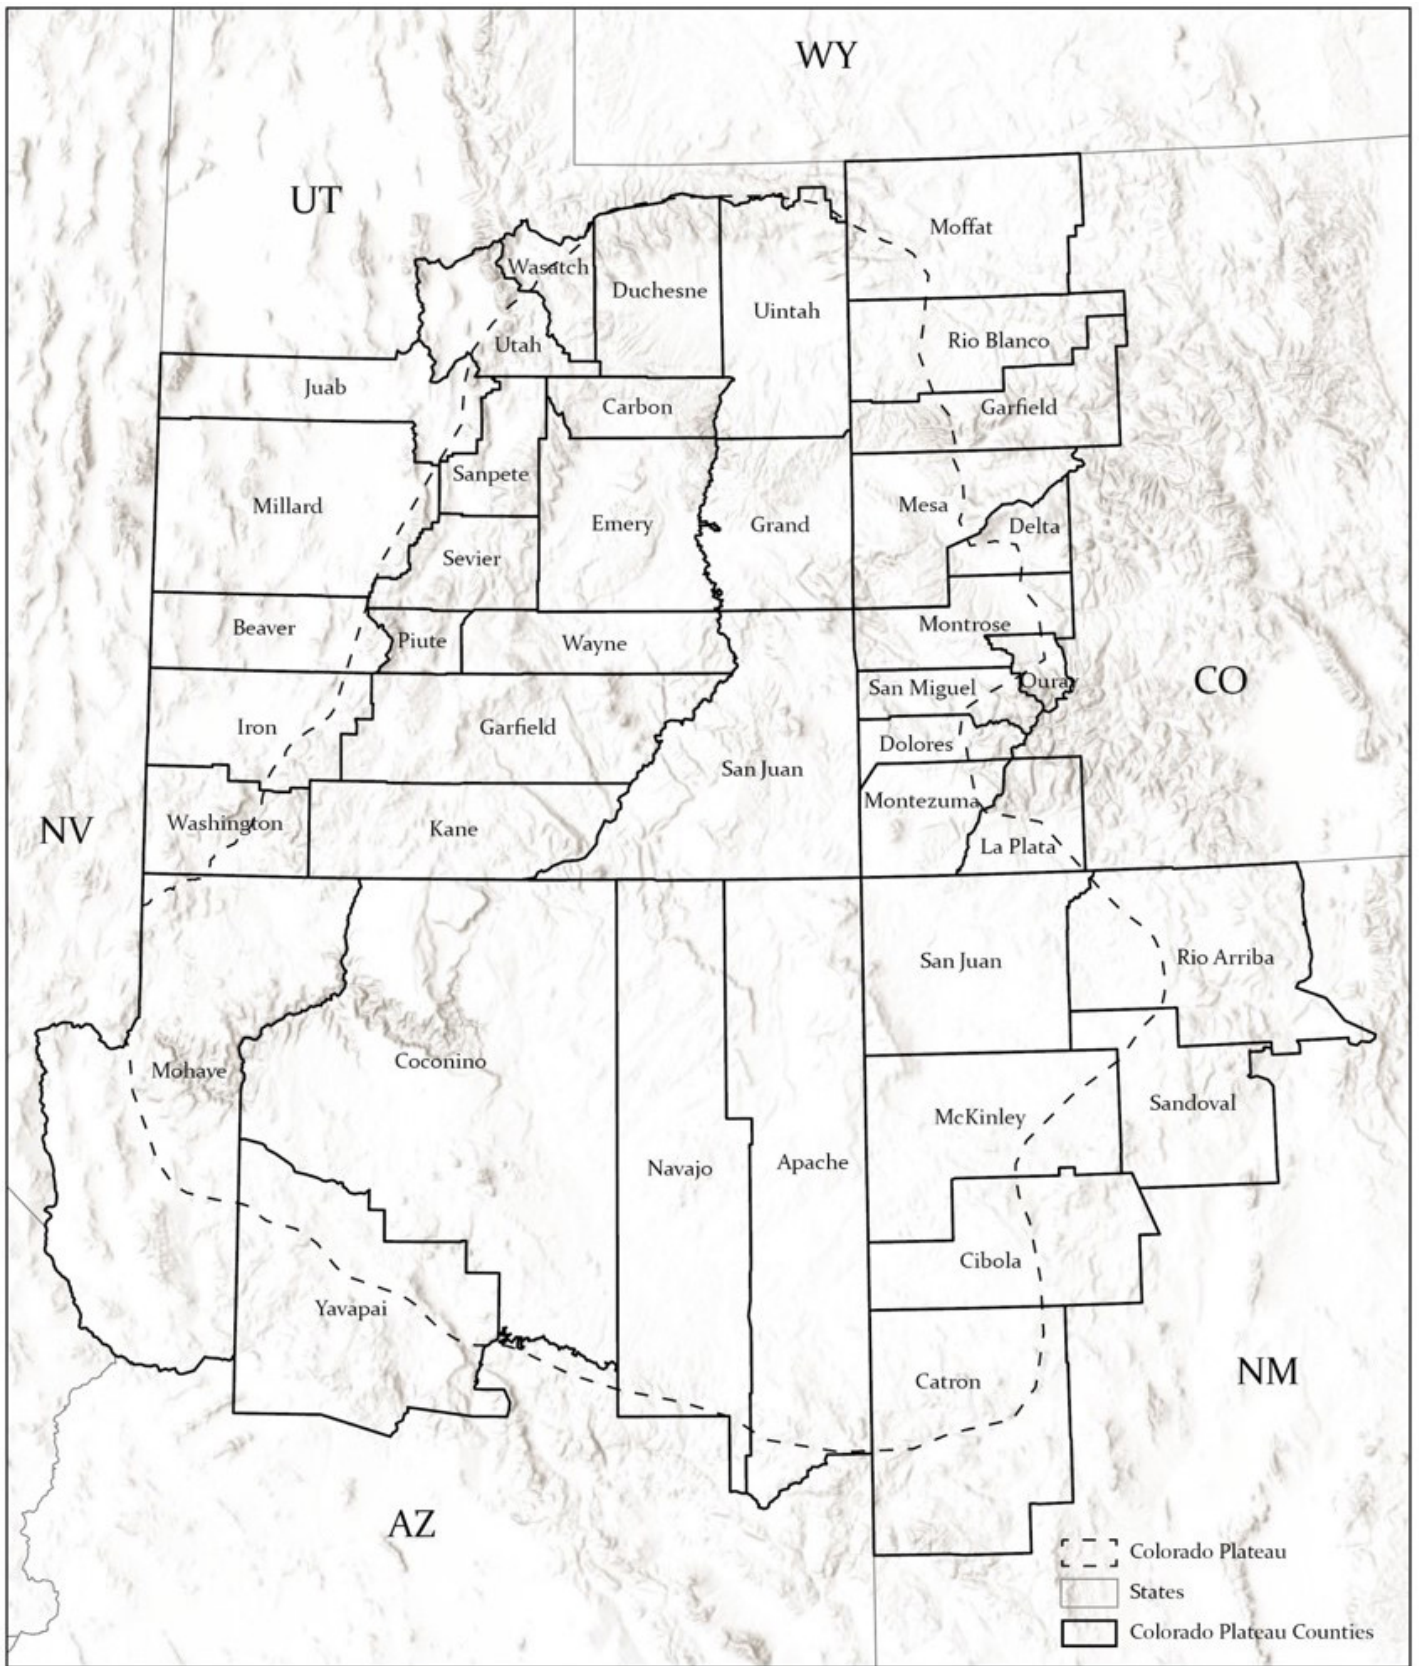 WY
UT
Moffat
Wasatch
Duchesne
Uintah
Utah
Rio Blanco
Juab
Carbon
Garfield
Sanpete
Millard
Mesa
Emery
Grand
Delta
Sevier
Beaver
Piute
Wayne
Montrose
CO
San Miguel
Ouray
Iron
Garfield
Dolores
San Juan
Montezuma
NV
Washington
Kane
La Plata
San Juan
Rio Arriba
Coconino
Mohave
Sandoval
McKinley
Navajo
Apache
Cibola
Yavapai
Catron
NM
AZ
Colorado Plateau
States
Colorado Plateau Counties